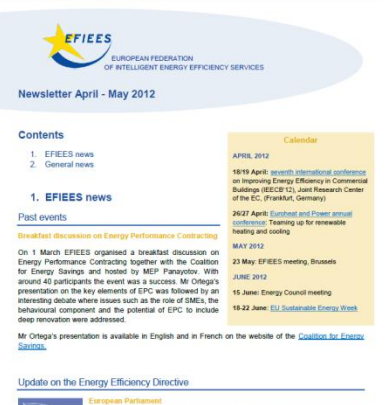 EFIEES
EUROPEAN FEDERATION
OF INTELLIGENT ENERGY EFFICIENCY SERVICES
Newsletter April - May 2012
Contents
1. EFIEES news
2. General news
1. EFIEES news
Past events
Breakfast discussion on Energy Performance Contracting
On 1 March EFIEES organised a breakfast discussion on
Energy Performance Contracting together with the Coalition
for Energy Savings and hosted by MEP Panayotov. With
around 40 participants the event was a success. Mr Ortega's
presentation on the key elements of EPC was followed by an
interesting debate where issues such as the role of SMEs, the
behavioural component and the potential of EPC to include
deep renovation were addressed.
Calendar
APRIL 2012
18/19 April: seventh international conference
on Improving Energy Efficiency in Commercial
Buildings (IEECB'12), Joint Research Center
of the EC, (Frankfurt, Germany)
26/27 April: Euroheat and Power annual
conference: Teaming up for renewable
heating and cooling
MAY 2012
23 May: EFIEES meeting, Brussels
JUNE 2012
15 June: Energy Council meeting
18-22 June: EU Sustainable Energy Week
Mr Ortega's presentation is available in English and in French on the website of the Coalition for Energy
Savings.
Update on the Energy Efficiency Directive
European Parliament